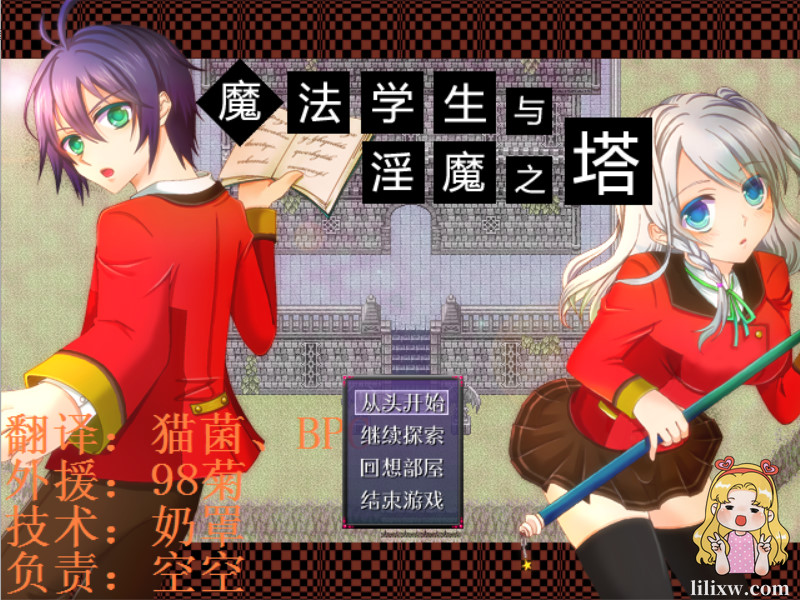 魔法学生与
淫魔之塔
从头开始
继续探索
回想部屋
结束游戏
翻译：猫菌、BP
外援：98菊
技术：奶罩
负责：空空
lilixw.com